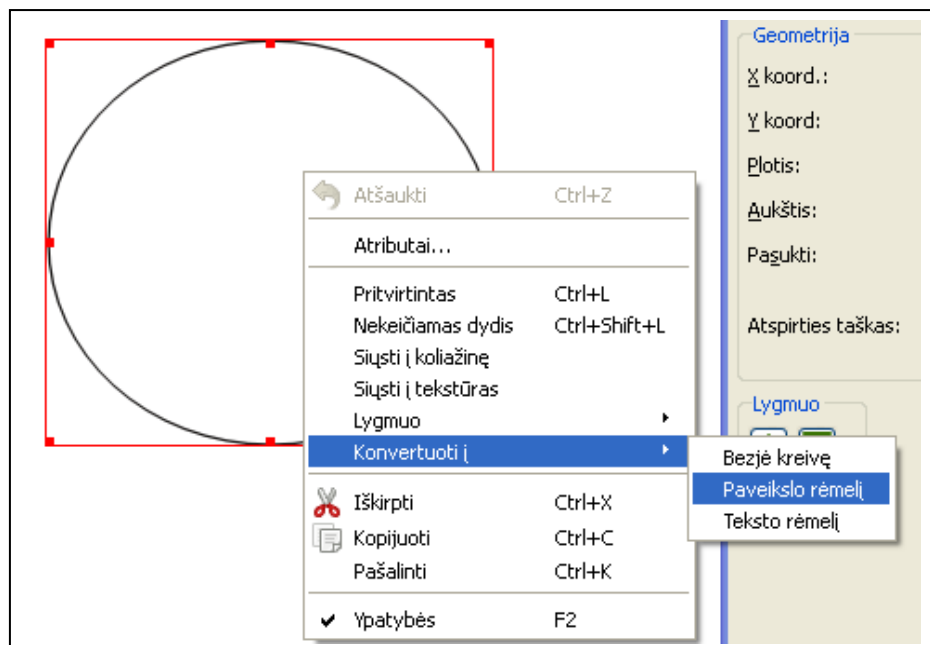 Geometrija
X koord.:
Y koord:
Plotis:
Aukštis:
Pasukti:
Atspirties taškas:
Lygmuo
Atšaukti Ctrl+Z
Atributai...
Pritvirtintas Ctrl+L
Nekeičiamas dydis Ctrl+Shift+L
Siųsti į koliažinę
Siųsti į tekstūras
Lygmuo
Konvertuoti į
Bezjė kreivę
Paveikslo rėmelį
Teksto rėmelį
Iškirpti Ctrl+X
Kopijuoti Ctrl+C
Pašalinti Ctrl+K
Ypatybės F2